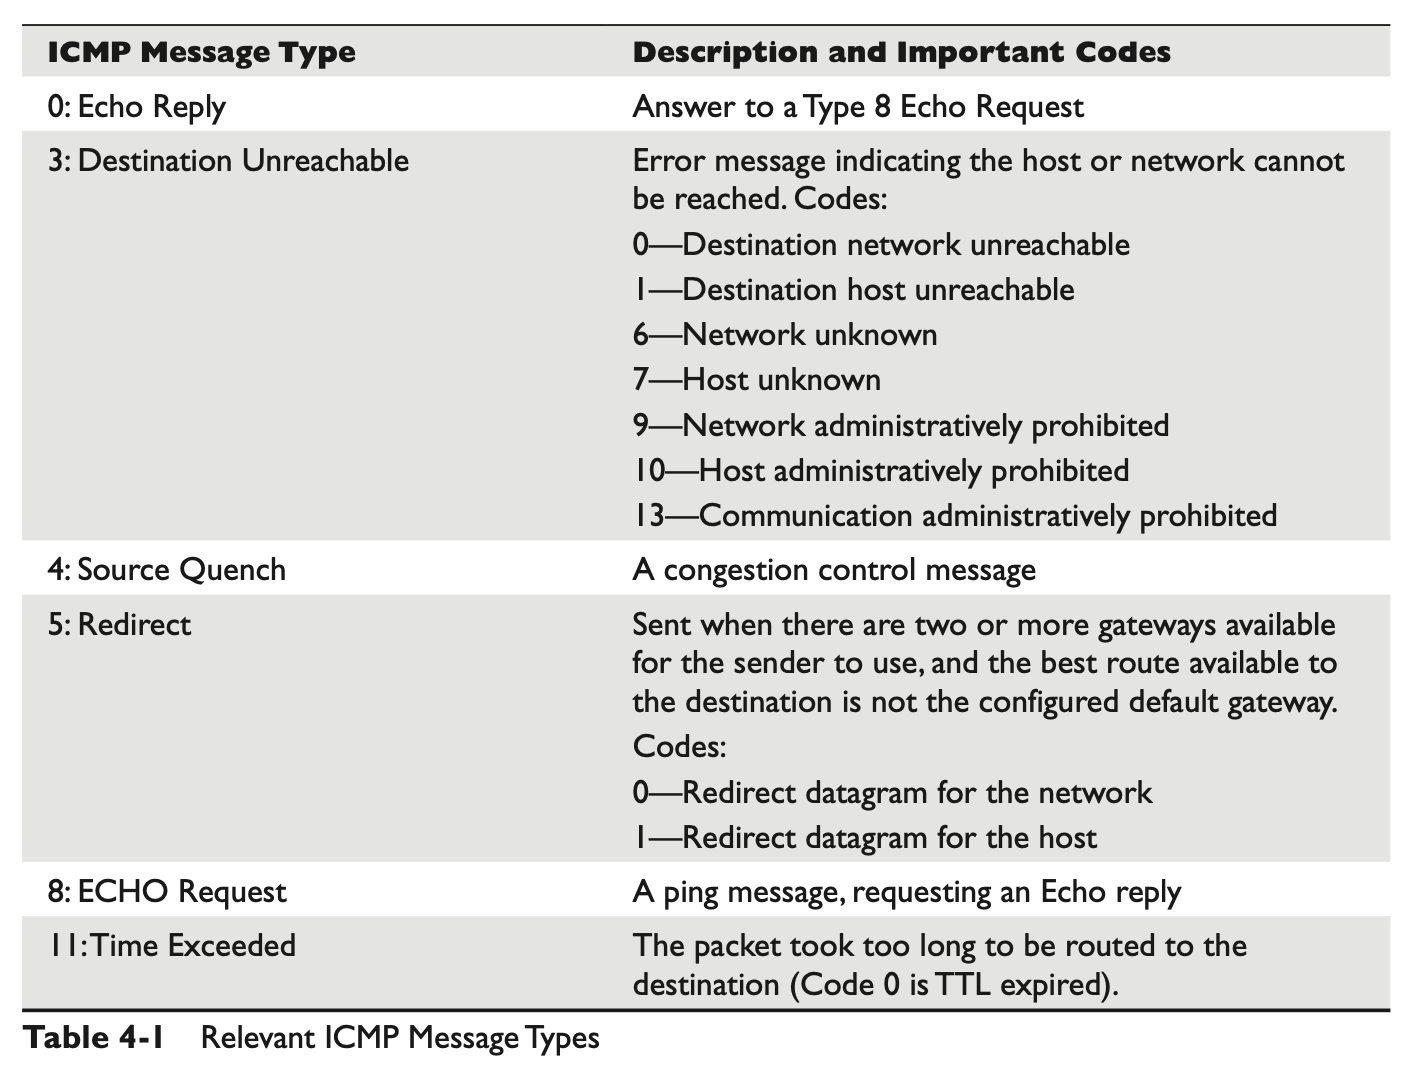 ICMP Message Type Description and Important Codes
0: Echo Reply Answer to a Type 8 Echo Request
3: Destination Unreachable Error message indicating the host or network cannot
be reached. Codes:
0—Destination network unreachable
1—Destination host unreachable
6—Network unknown
7—Host unknown
9—Network administratively prohibited
10—Host administratively prohibited
13—Communication administratively prohibited
4: Source Quench A congestion control message
5: Redirect Sent when there are two or more gateways available
for the sender to use, and the best route available to
the destination is not the configured default gateway.
Codes:
0—Redirect datagram for the network
1—Redirect datagram for the host
8: ECHO Request A ping message, requesting an Echo reply
11: Time Exceeded The packet took too long to be routed to the
destination (Code 0 is TTL expired).
Table 4-1 Relevant ICMP Message Types